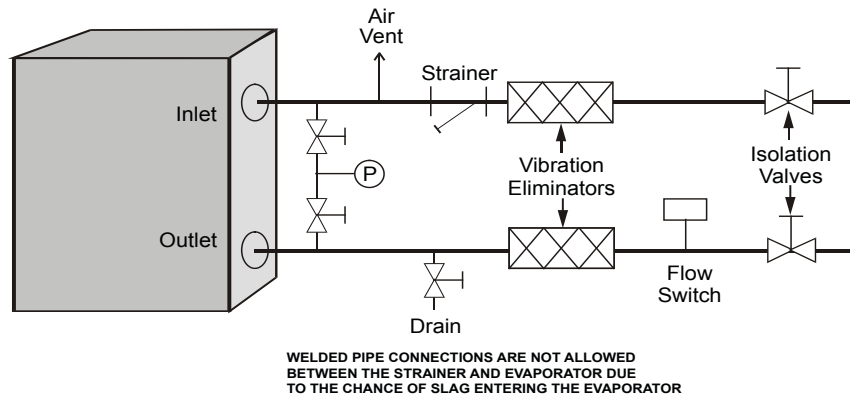 Air
Vent
Strainer
Inlet
P
Vibration
Eliminators
Isolation
Valves
Outlet
Flow
Switch
Drain
WELDED PIPE CONNECTIONS ARE NOT ALLOWED
BETWEEN THE STRAINER AND EVAPORATOR DUE
TO THE CHANCE OF SLAG ENTERING THE EVAPORATOR